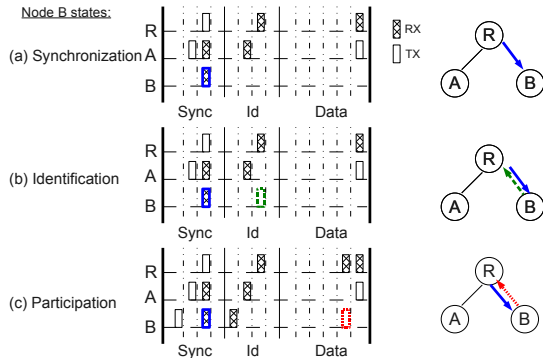 Node B states:
RX
TX
(a) Synchronization
R
A
B
Sync Id Data
R
A B
(b) Identification
R
A
B
Sync Id Data
R
A B
(c) Participation
R
A
B
Sync Id Data
R
A B